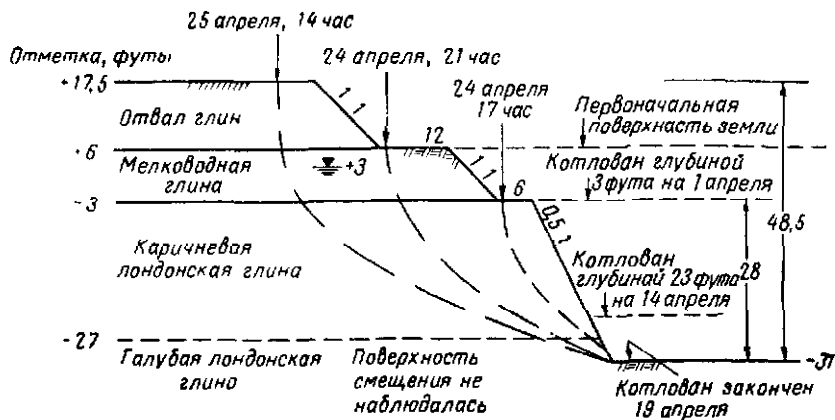 25 апреля, 14 час
Отметка, футы
24 апреля, 21 час
+17,5
24 апреля
17 час
1 1
Первоначальная
поверхность земли
Отвал глин
12
+6
Мелководная
глина
+3
1,1
Котлован глубиной
3 фута на 1 апреля
-3
6
0,5 1
48,5
Каричневая
лондонская глина
Котлован
глубиной 23 фута
на 14 апреля
28
-27
Галубая лондонская
глино
Поверхность
смещения не
наблюдалась
-31
Котлован закончен
19 апреля